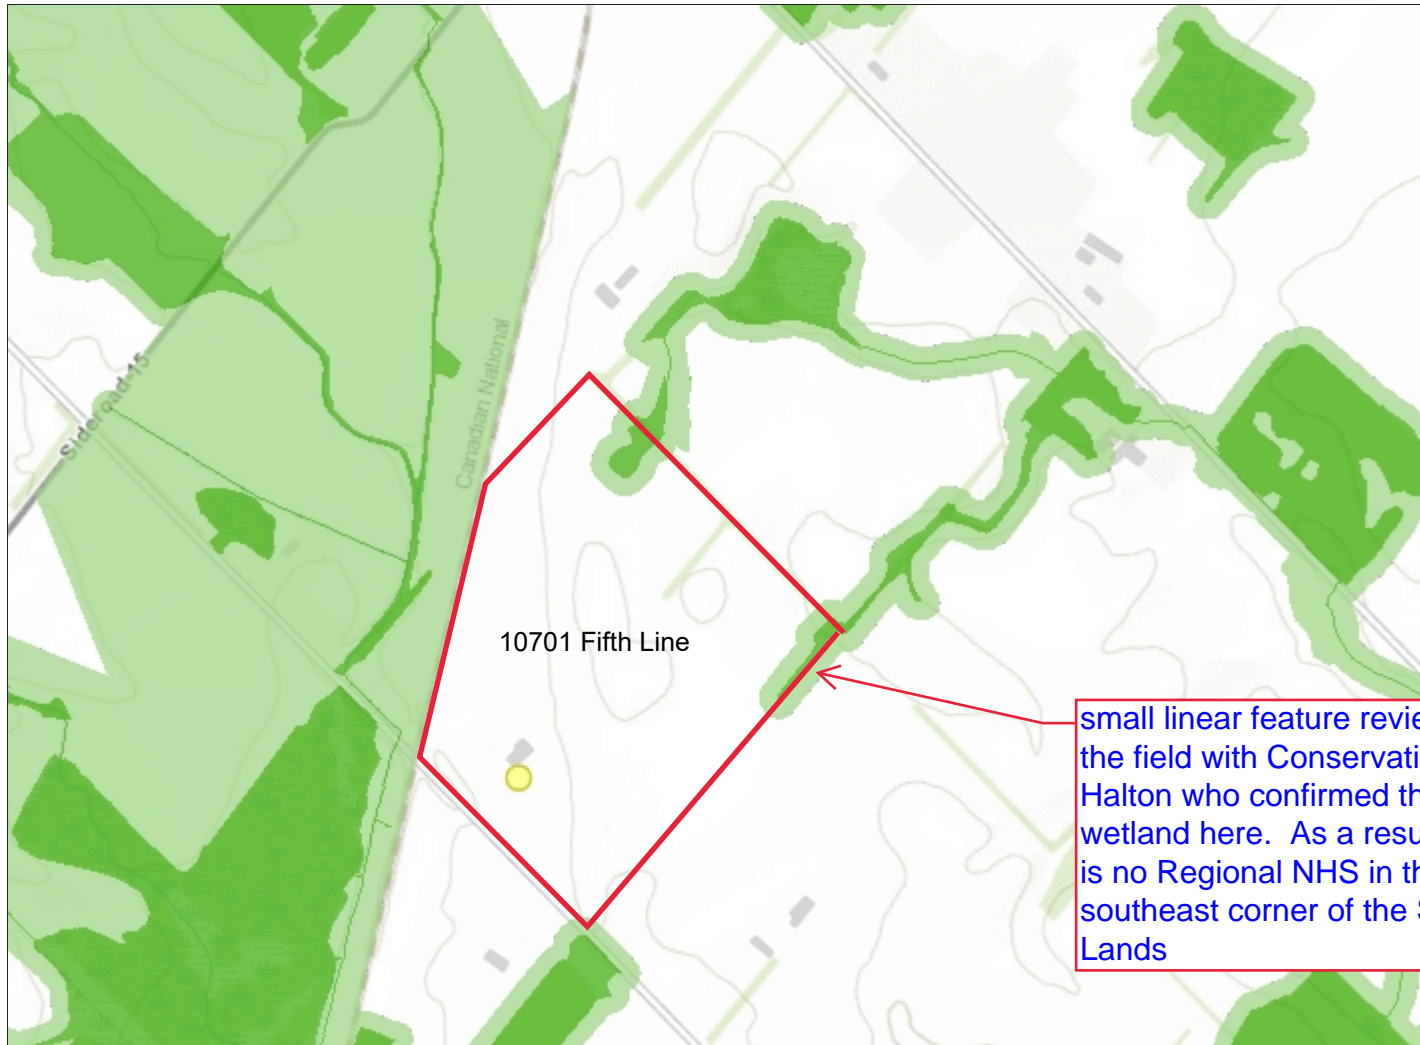 Sideroad-15
Canadian National
10701 Fifth Line
small linear feature revie
the field with Conservati
Halton who confirmed th
wetland here.  As a resu
is no Regional NHS in th
southeast corner of the S
Lands